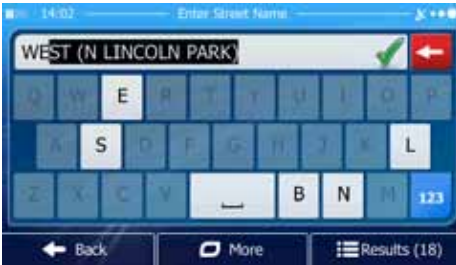 14:02 Enter Street Name
WEST (N LINCOLN PARK)
Q W E R T Y U I O P
A S D F G H J K L
Z X C V B N M 123
Back More Results (18)